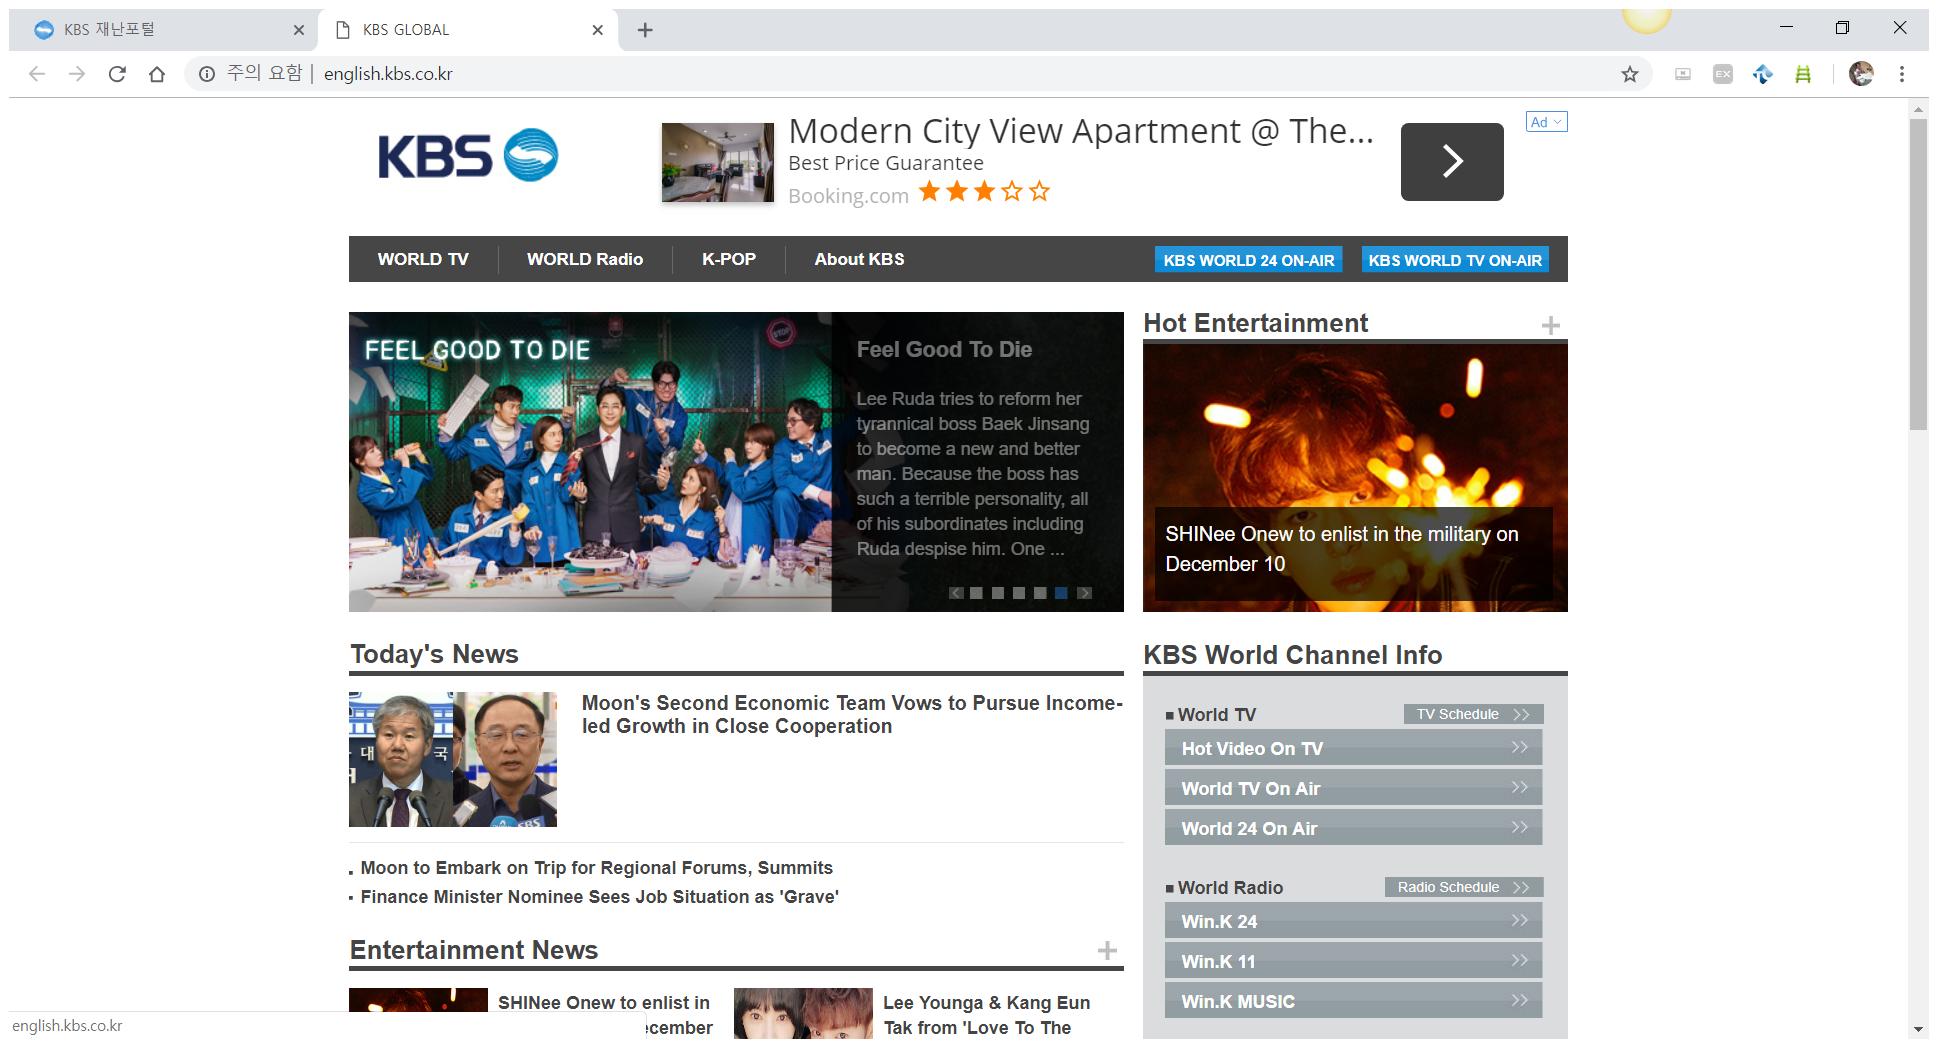 KBS 재난포털
KBS GLOBAL
주의 요함 | english.kbs.co.kr
EX
KBS
Modern City View Apartment @ The...
Best Price Guarantee
Booking.com
Ad
WORLD TV
WORLD Radio
K-POP
About KBS
KBS WORLD 24 ON-AIR
KBS WORLD TV ON-AIR
FEEL GOOD TO DIE
STOP
Feel Good To Die
Lee Ruda tries to reform her
tyrannical boss Baek Jinsang
to become a new and better
man. Because the boss has
such a terrible personality, all
of his subordinates including
Ruda despise him. One ...
Hot Entertainment
SHINee Onew to enlist in the military on
December 10
Today's News
대
국
KBS
Moon's Second Economic Team Vows to Pursue Income-
led Growth in Close Cooperation
Moon to Embark on Trip for Regional Forums, Summits
Finance Minister Nominee Sees Job Situation as 'Grave'
Entertainment News
SHINee Onew to enlist in
ecember
Lee Younga & Kang Eun
Tak from 'Love To The
KBS World Channel Info
World TV
TV Schedule
Hot Video On TV
World TV On Air
World 24 On Air
World Radio
Radio Schedule
Win.K 24
Win.K 11
Win.K MUSIC
english.kbs.co.kr